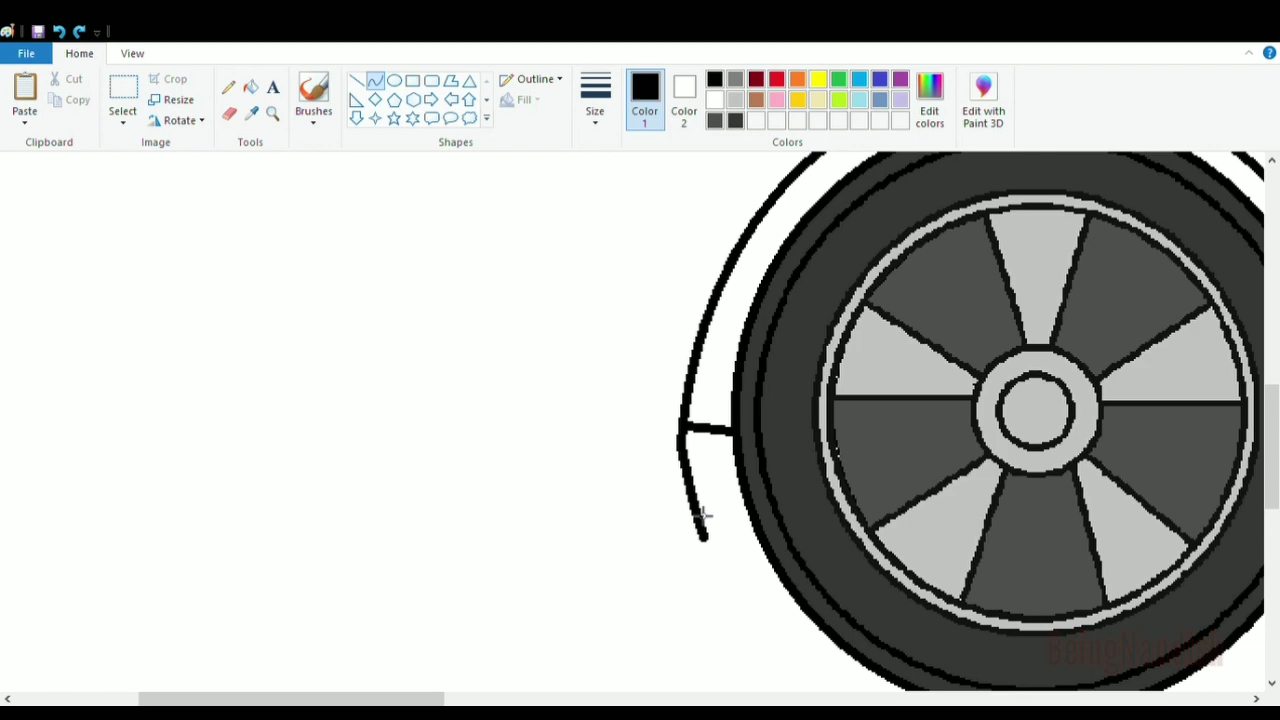 File Home View
Paste
Cut
Copy
Clipboard
Select
Crop
Resize
Rotate
Image
A
Tools
Brushes
Outline
Fill
Shapes
Size
Color 1
Color 2
Edit colors
Colors
Edit with Paint 3D